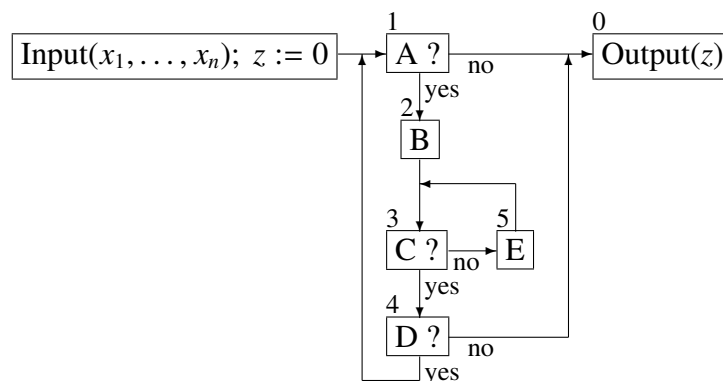 1
0
Input(x₁,...,xₙ); z := 0
A ?
no
Output(z)
yes
2
B
3
5
C ?
no
E
yes
4
D ?
no
yes